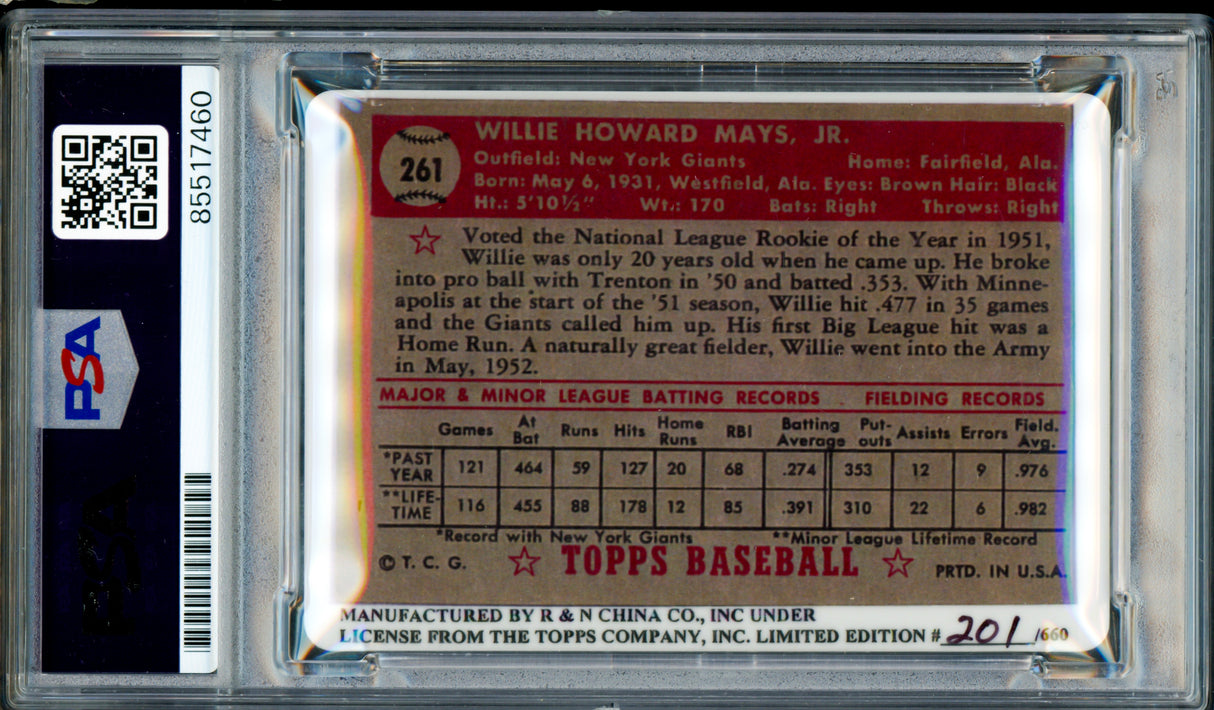 85517460
PSA
261
WILLIE HOWARD MAYS, JR.
Outfield: New York Giants Home: Fairfield, Ala.
Born: May 6, 1931, Westfield, Ala. Eyes: Brown Hair: Black
Ht.: 5'10½" Wt.: 170 Bats: Right Throws: Right
Voted the National League Rookie of the Year in 1951,
Willie was only 20 years old when he came up. He broke
into pro ball with Trenton in '50 and batted .353. With Minne-
apolis at the start of the '51 season, Willie hit .477 in 35 games
and the Giants called him up. His first Big League hit was a
Home Run. A naturally great fielder, Willie went into the Army
in May, 1952.
MAJOR & MINOR LEAGUE BATTING RECORDS FIELDING RECORDS
Games At Bat Runs Hits Home Runs RBI Batting Average Put-outs Assists Errors Field. Avg.
*PAST YEAR 121 464 59 127 20 68 .274 353 12 9 .976
**LIFE-TIME 116 455 88 178 12 85 .391 310 22 6 .982
*Record with New York Giants **Minor League Lifetime Record
© T. C. G. TOPPS BASEBALL PRTD. IN U.S.A.
MANUFACTURED BY R & N CHINA CO., INC UNDER
LICENSE FROM THE TOPPS COMPANY, INC. LIMITED EDITION # 201/660
PSA